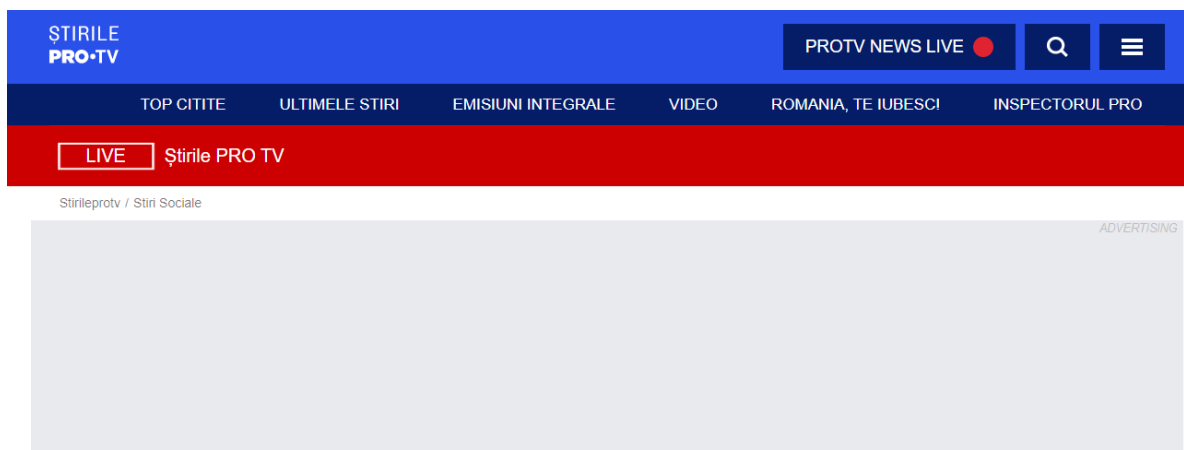 ȘTIRILE
PRO•TV
PROTV NEWS LIVE
TOP CITITE ULTIMELE STIRI EMISIUNI INTEGRALE VIDEO ROMANIA, TE IUBESC! INSPECTORUL PRO
LIVE Știrile PRO TV
Stirileprotv / Stiri Sociale
ADVERTISING